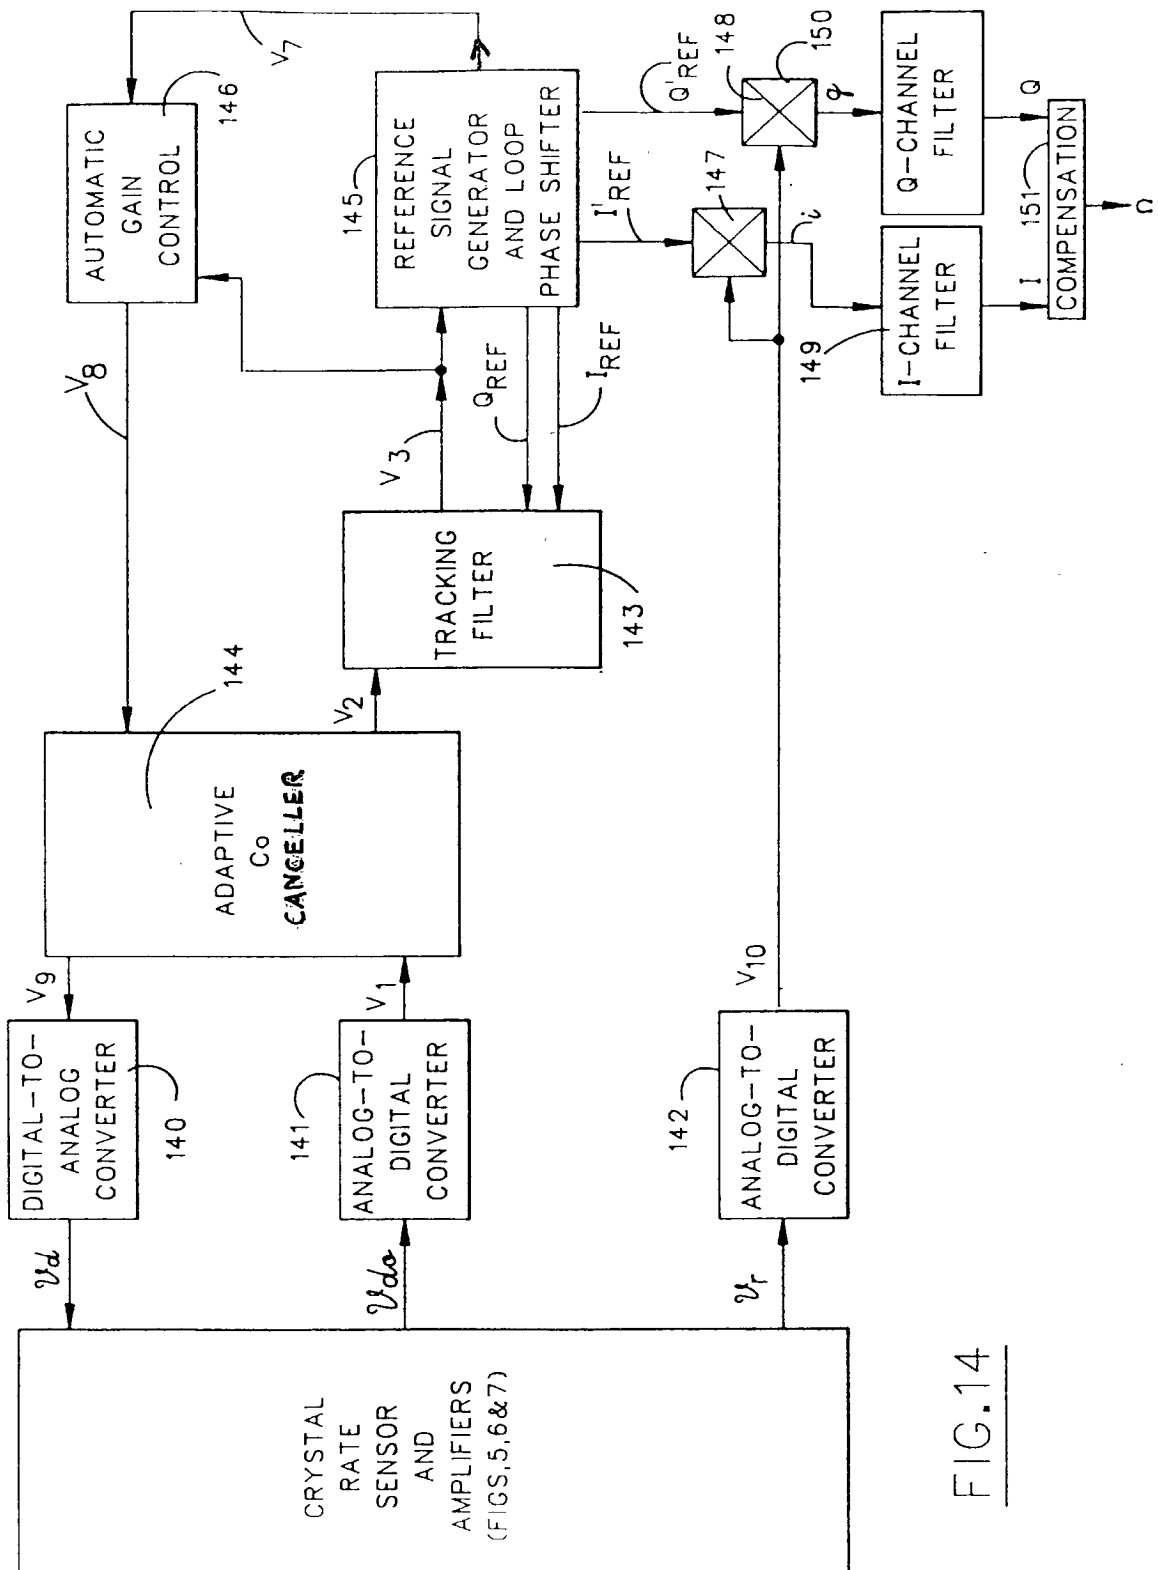 CRYSTAL
RATE
SENSOR
AND
AMPLIFIERS
(FIGS,5,6&7)
𝓋d
𝓋do
𝓋r
DIGITAL-TO-
ANALOG
CONVERTER
140
ANALOG-TO-
DIGITAL
CONVERTER
141
ANALOG-TO-
DIGITAL
CONVERTER
142
V9
V1
V10
ADAPTIVE
Co
CANCELLER
144
V8
V2
TRACKING
FILTER
143
V3
QREF
IREF
AUTOMATIC
GAIN
CONTROL
146
V7
145
REFERENCE
SIGNAL
GENERATOR
AND LOOP
PHASE SHIFTER
Q'REF
I'REF
148
150
147
q
i
Q-CHANNEL
FILTER
149
I-CHANNEL
FILTER
Q
I
151
COMPENSATION
Ω
FIG.14